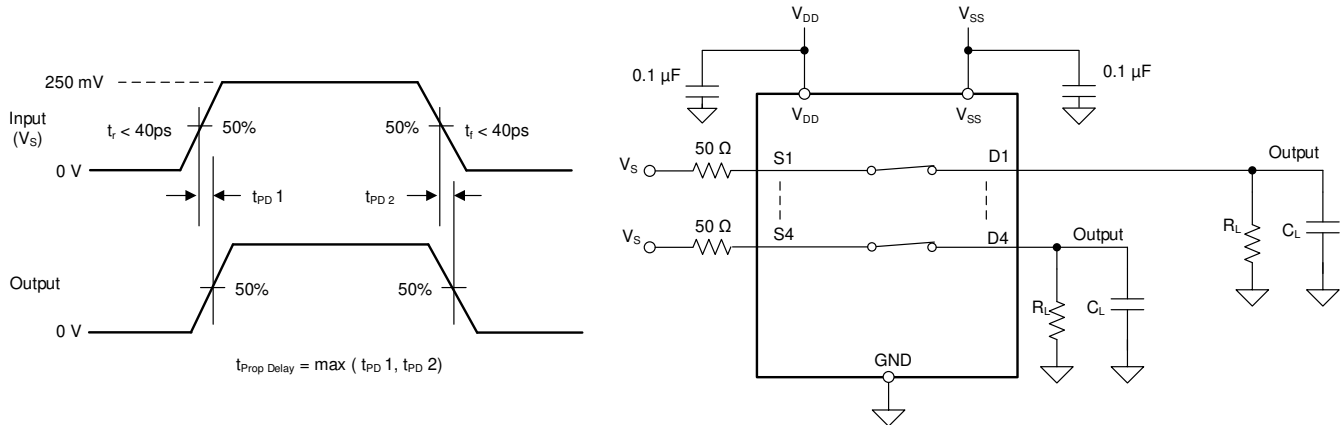 250 mV
Input
(VS)
tr < 40ps
50%
50%
tf < 40ps
0 V
tPD 1
tPD 2
Output
50%
50%
0 V
tProp Delay = max ( tPD 1, tPD 2)
VDD
VSS
0.1 µF
0.1 µF
VDD
VSS
50 Ω
VS
S1
D1
Output
50 Ω
VS
S4
D4
Output
RL
CL
RL
CL
GND